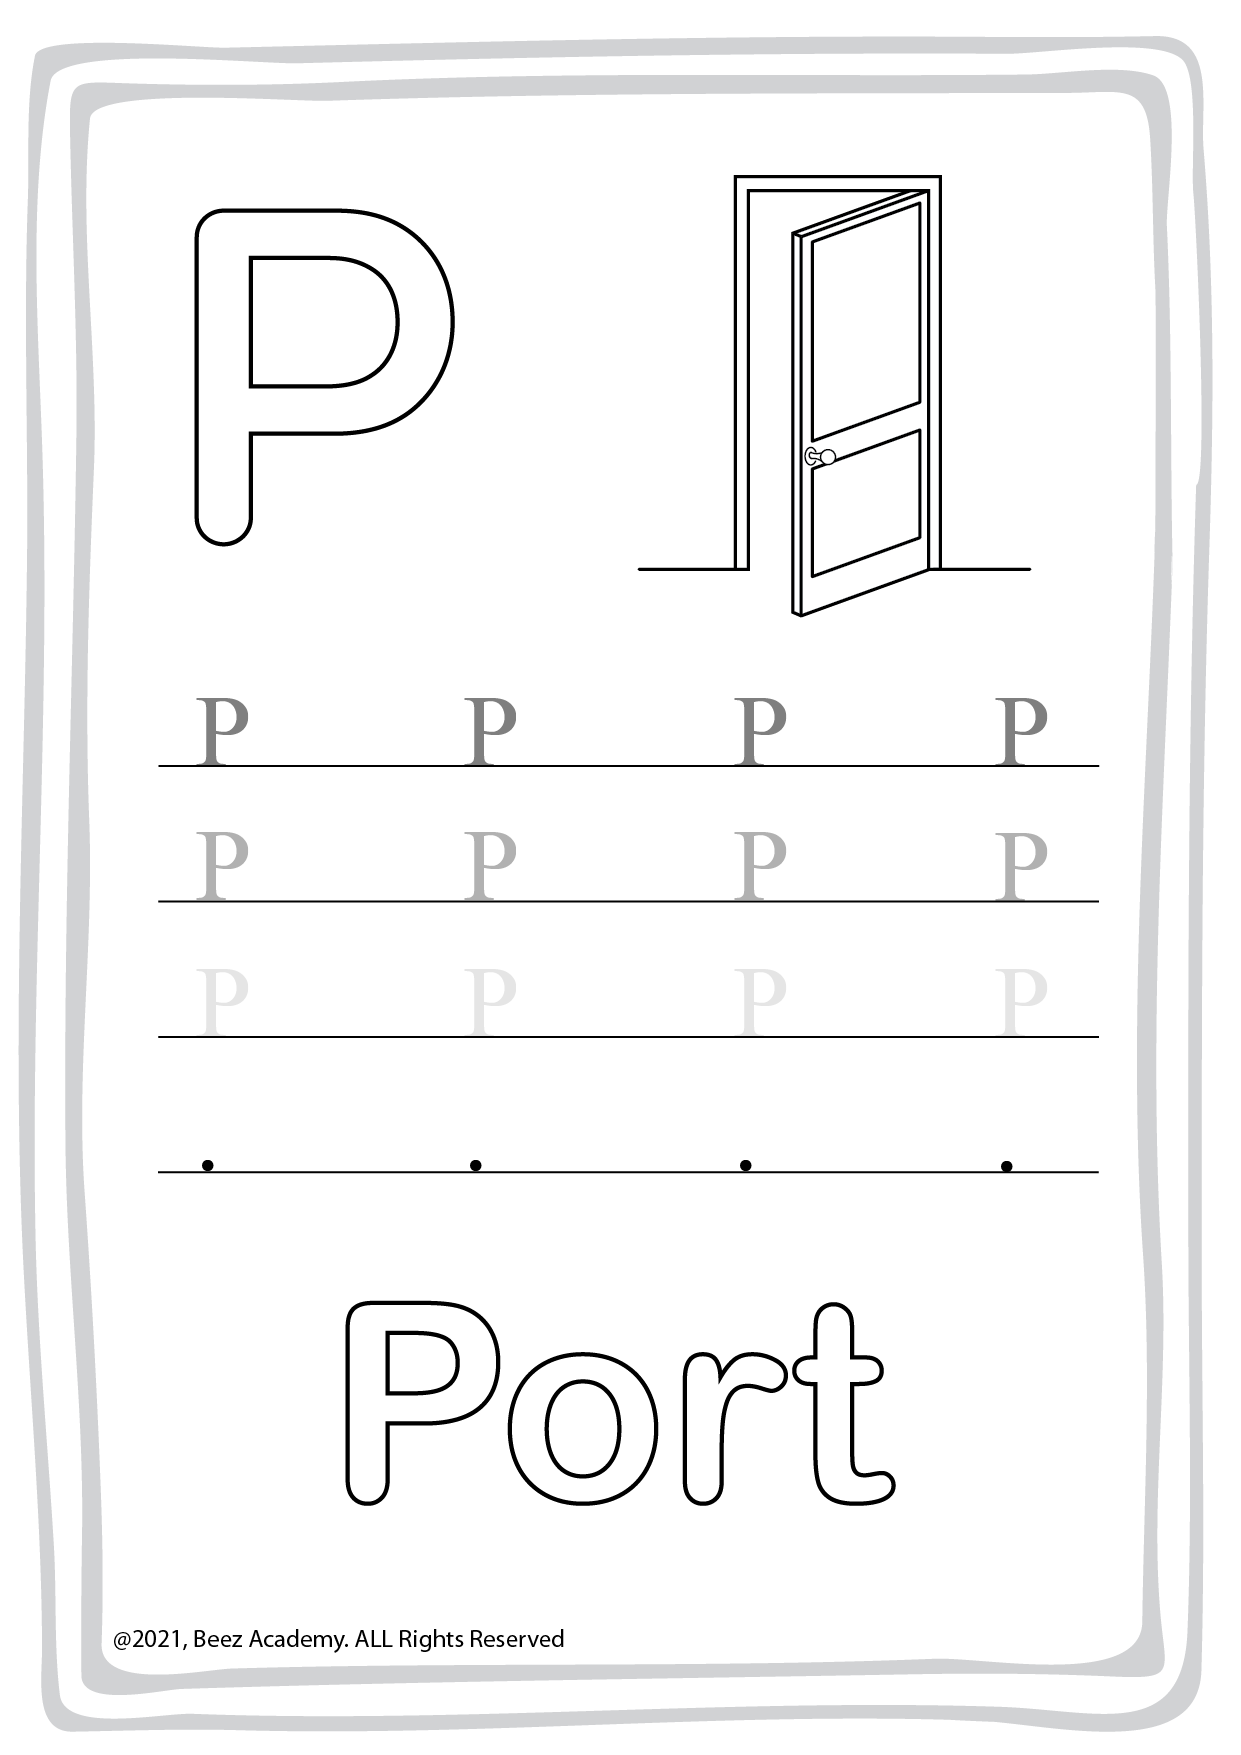 P
P P P P
P P P P
P P P P
. . . .
Port
@2021, Beez Academy. ALL Rights Reserved